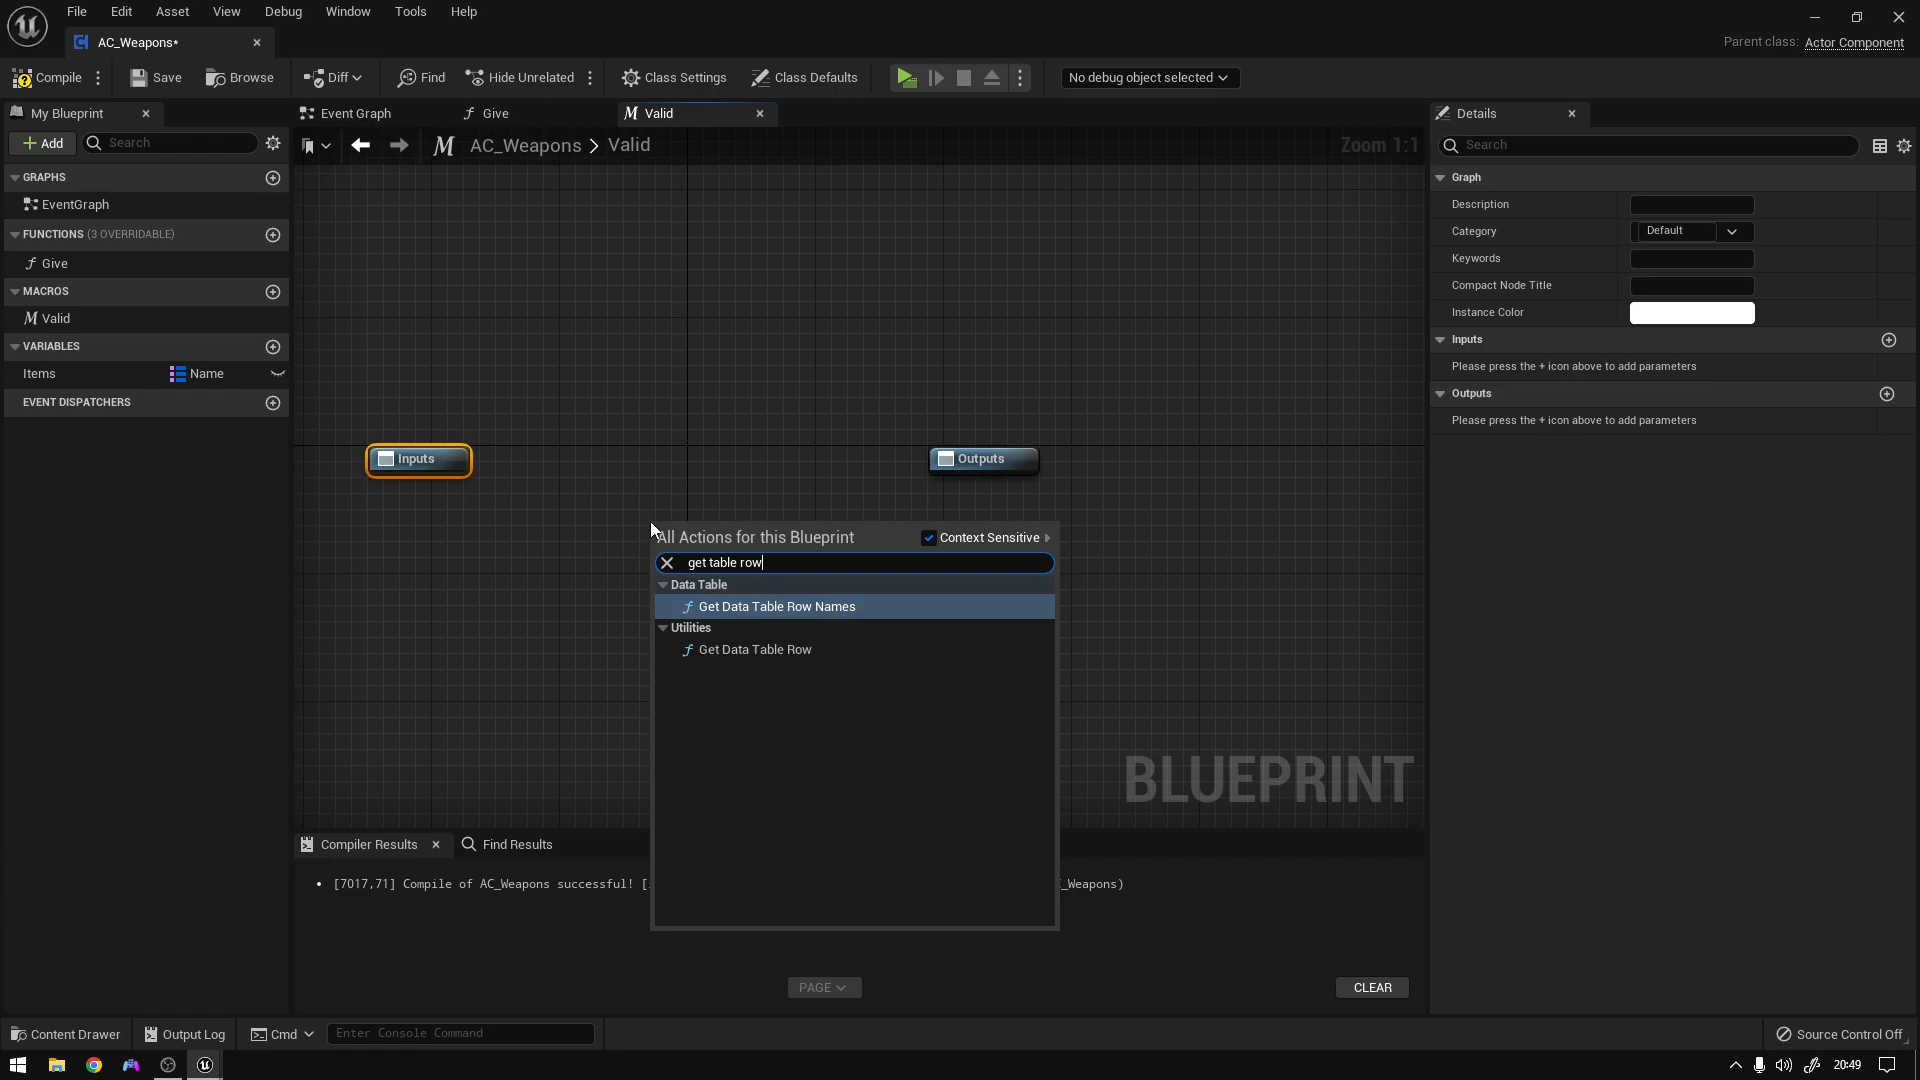 File Edit Asset View Debug Window Tools Help
AC_Weapons*
Parent class: Actor Component
Compile Save Browse Diff Find Hide Unrelated Class Settings Class Defaults No debug object selected
My Blueprint
Event Graph Give Valid
Details
Add Search
AC_Weapons > Valid
Zoom 1:1
Search
GRAPHS
EventGraph
FUNCTIONS (3 OVERRIDABLE)
Give
MACROS
Valid
VARIABLES
Items Name
EVENT DISPATCHERS
Inputs
Outputs
All Actions for this Blueprint Context Sensitive
get table row
Data Table
Get Data Table Row Names
Utilities
Get Data Table Row
BLUEPRINT
Graph
Description
Category Default
Keywords
Compact Node Title
Instance Color
Inputs
Please press the + icon above to add parameters
Outputs
Please press the + icon above to add parameters
Compiler Results Find Results
[7017,71] Compile of AC_Weapons successful! [
_Weapons)
PAGE
CLEAR
Content Drawer Output Log Cmd Enter Console Command Source Control Off
20:49